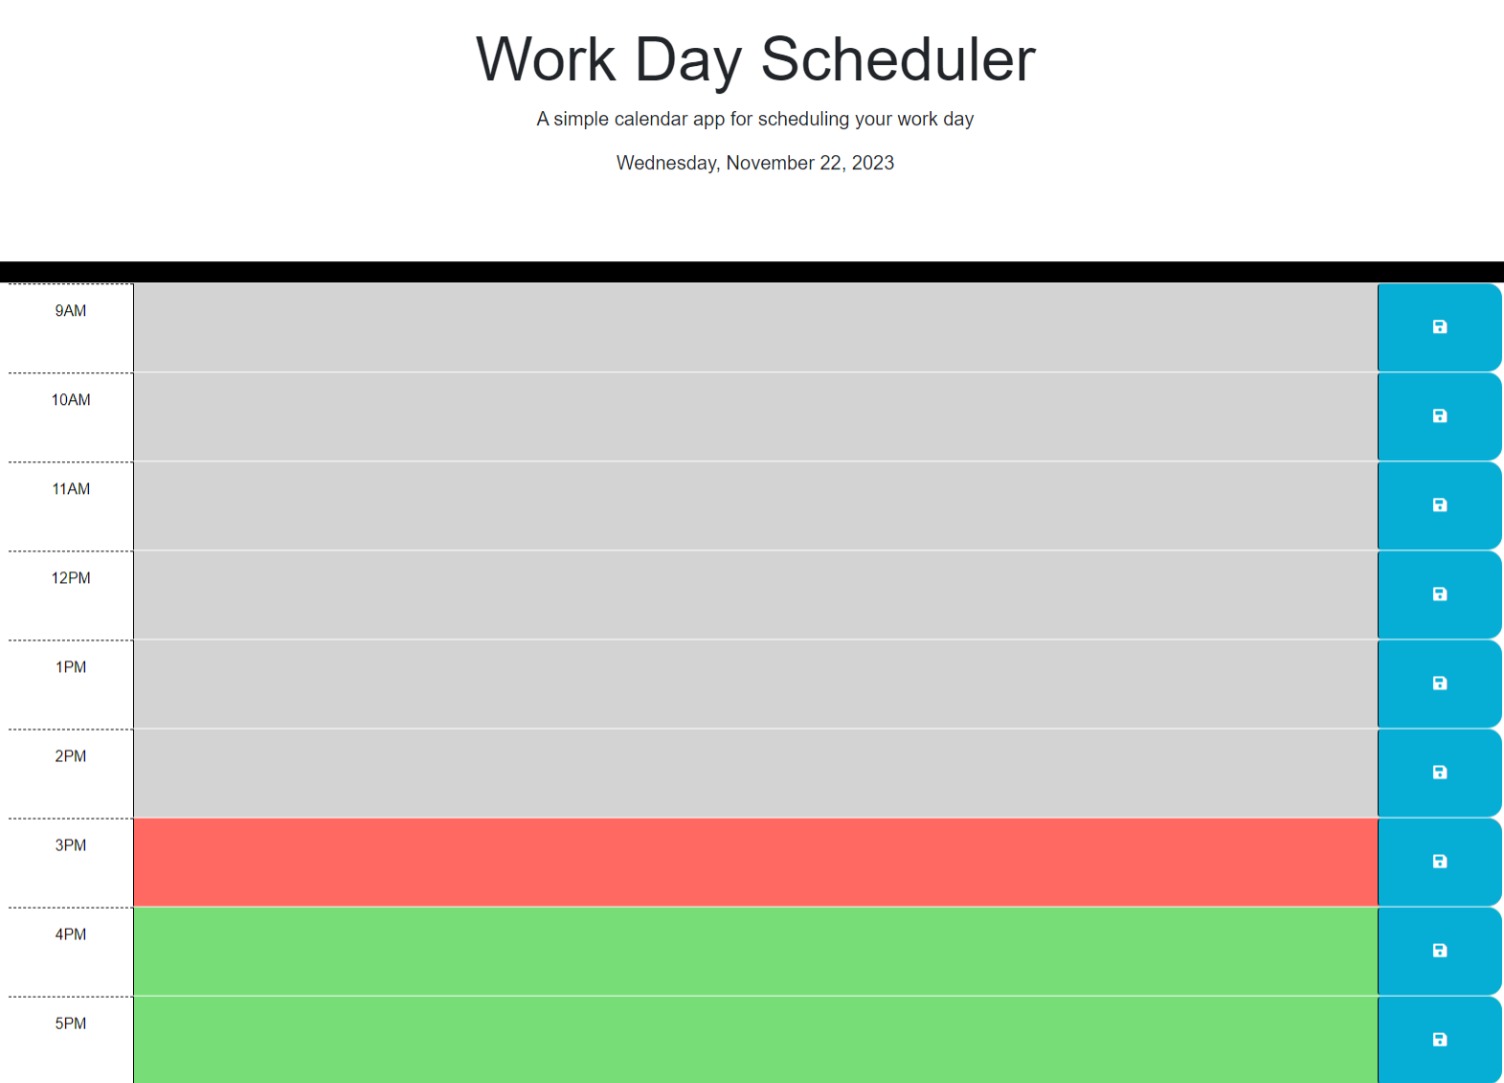 Work Day Scheduler
A simple calendar app for scheduling your work day
Wednesday, November 22, 2023
9AM
10AM
11AM
12PM
1PM
2PM
3PM
4PM
5PM